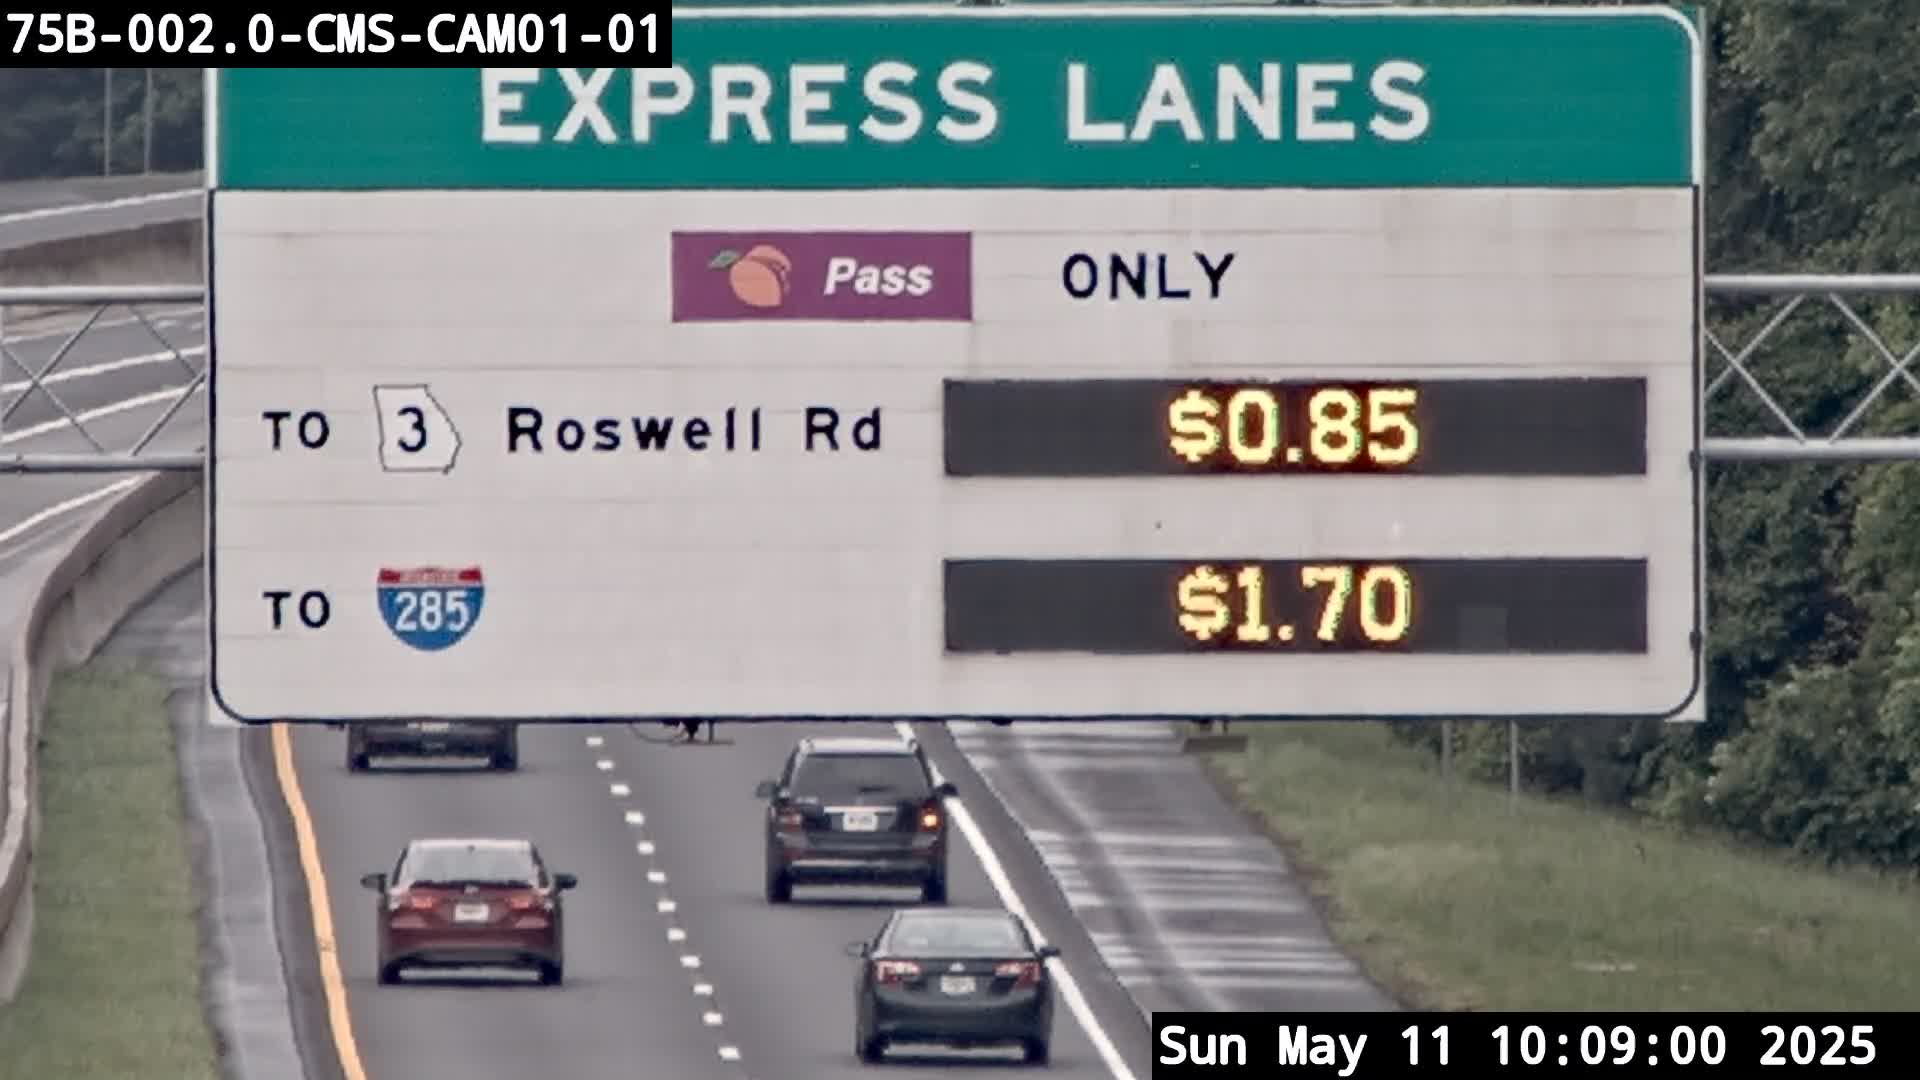 75B-002.0-CMS-CAM01-01
EXPRESS LANES
Pass ONLY
TO 3 Roswell Rd $0.85
TO 285 $1.70
Sun May 11 10:09:00 2025